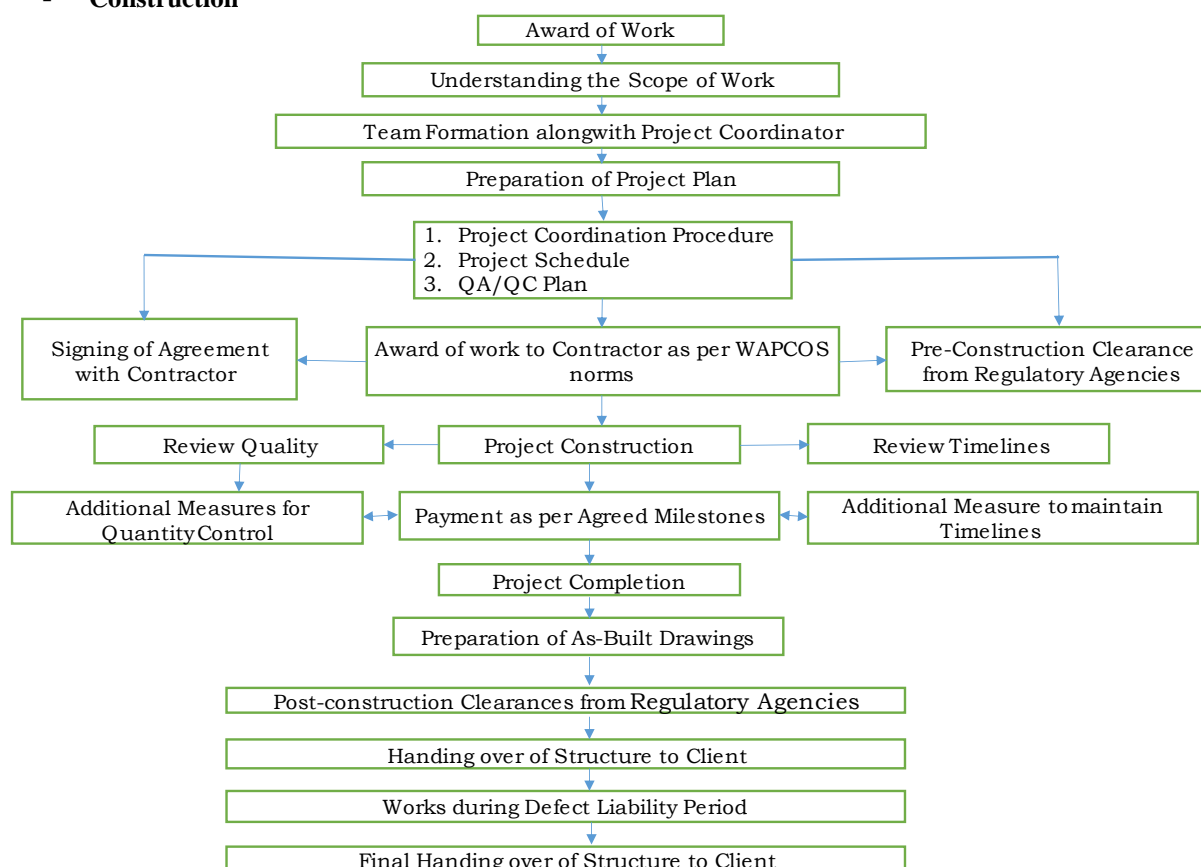 - Construction
Award of Work
Understanding the Scope of Work
Team Formation alongwith Project Coordinator
Preparation of Project Plan
1. Project Coordination Procedure
2. Project Schedule
3. QA/QC Plan
Signing of Agreement
with Contractor
Award of work to Contractor as per WAPCOS
norms
Pre-Construction Clearance
from Regulatory Agencies
Review Quality
Project Construction
Review Timelines
Additional Measures for
Quantity Control
Payment as per Agreed Milestones
Additional Measure to maintain
Timelines
Project Completion
Preparation of As-Built Drawings
Post-construction Clearances from Regulatory Agencies
Handing over of Structure to Client
Works during Defect Liability Period
Final Handing over of Structure to Client